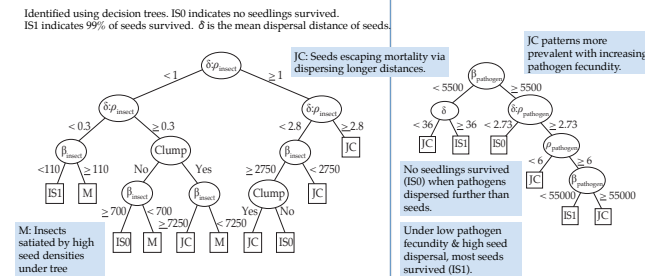 Identified using decision trees. IS0 indicates no seedlings survived.
IS1 indicates 99% of seeds survived. δ is the mean dispersal distance of seeds.
JC: Seeds escaping mortality via
dispersing longer distances.
JC patterns more
prevalent with increasing
pathogen fecundity.
δ:ρinsect
< 1
≥1
δ:ρinsect
δ:ρinsect
< 0.3
≥0.3
< 2.8
≥2.8
βinsect
Clump
βinsect
JC
<110
≥110
No
Yes
≥2750
< 2750
IS1
M
βinsect
βinsect
Clump
JC
≥700
< 700
≥7250
< 7250
Yes
No
IS0
M
JC
M
JC
IS0
M: Insects
satiated by high
seed densities
under tree
βpathogen
< 5500
≥ 5500
δ
δ:ρpathogen
< 36
≥ 36
< 2.73
≥ 2.73
JC
IS1
IS0
ρpathogen
< 6
≥ 6
JC
βpathogen
< 55000
≥ 55000
IS1
JC
No seedlings survived
(IS0) when pathogens
dispersed further than
seeds.
Under low pathogen
fecundity & high seed
dispersal, most seeds
survived (IS1).